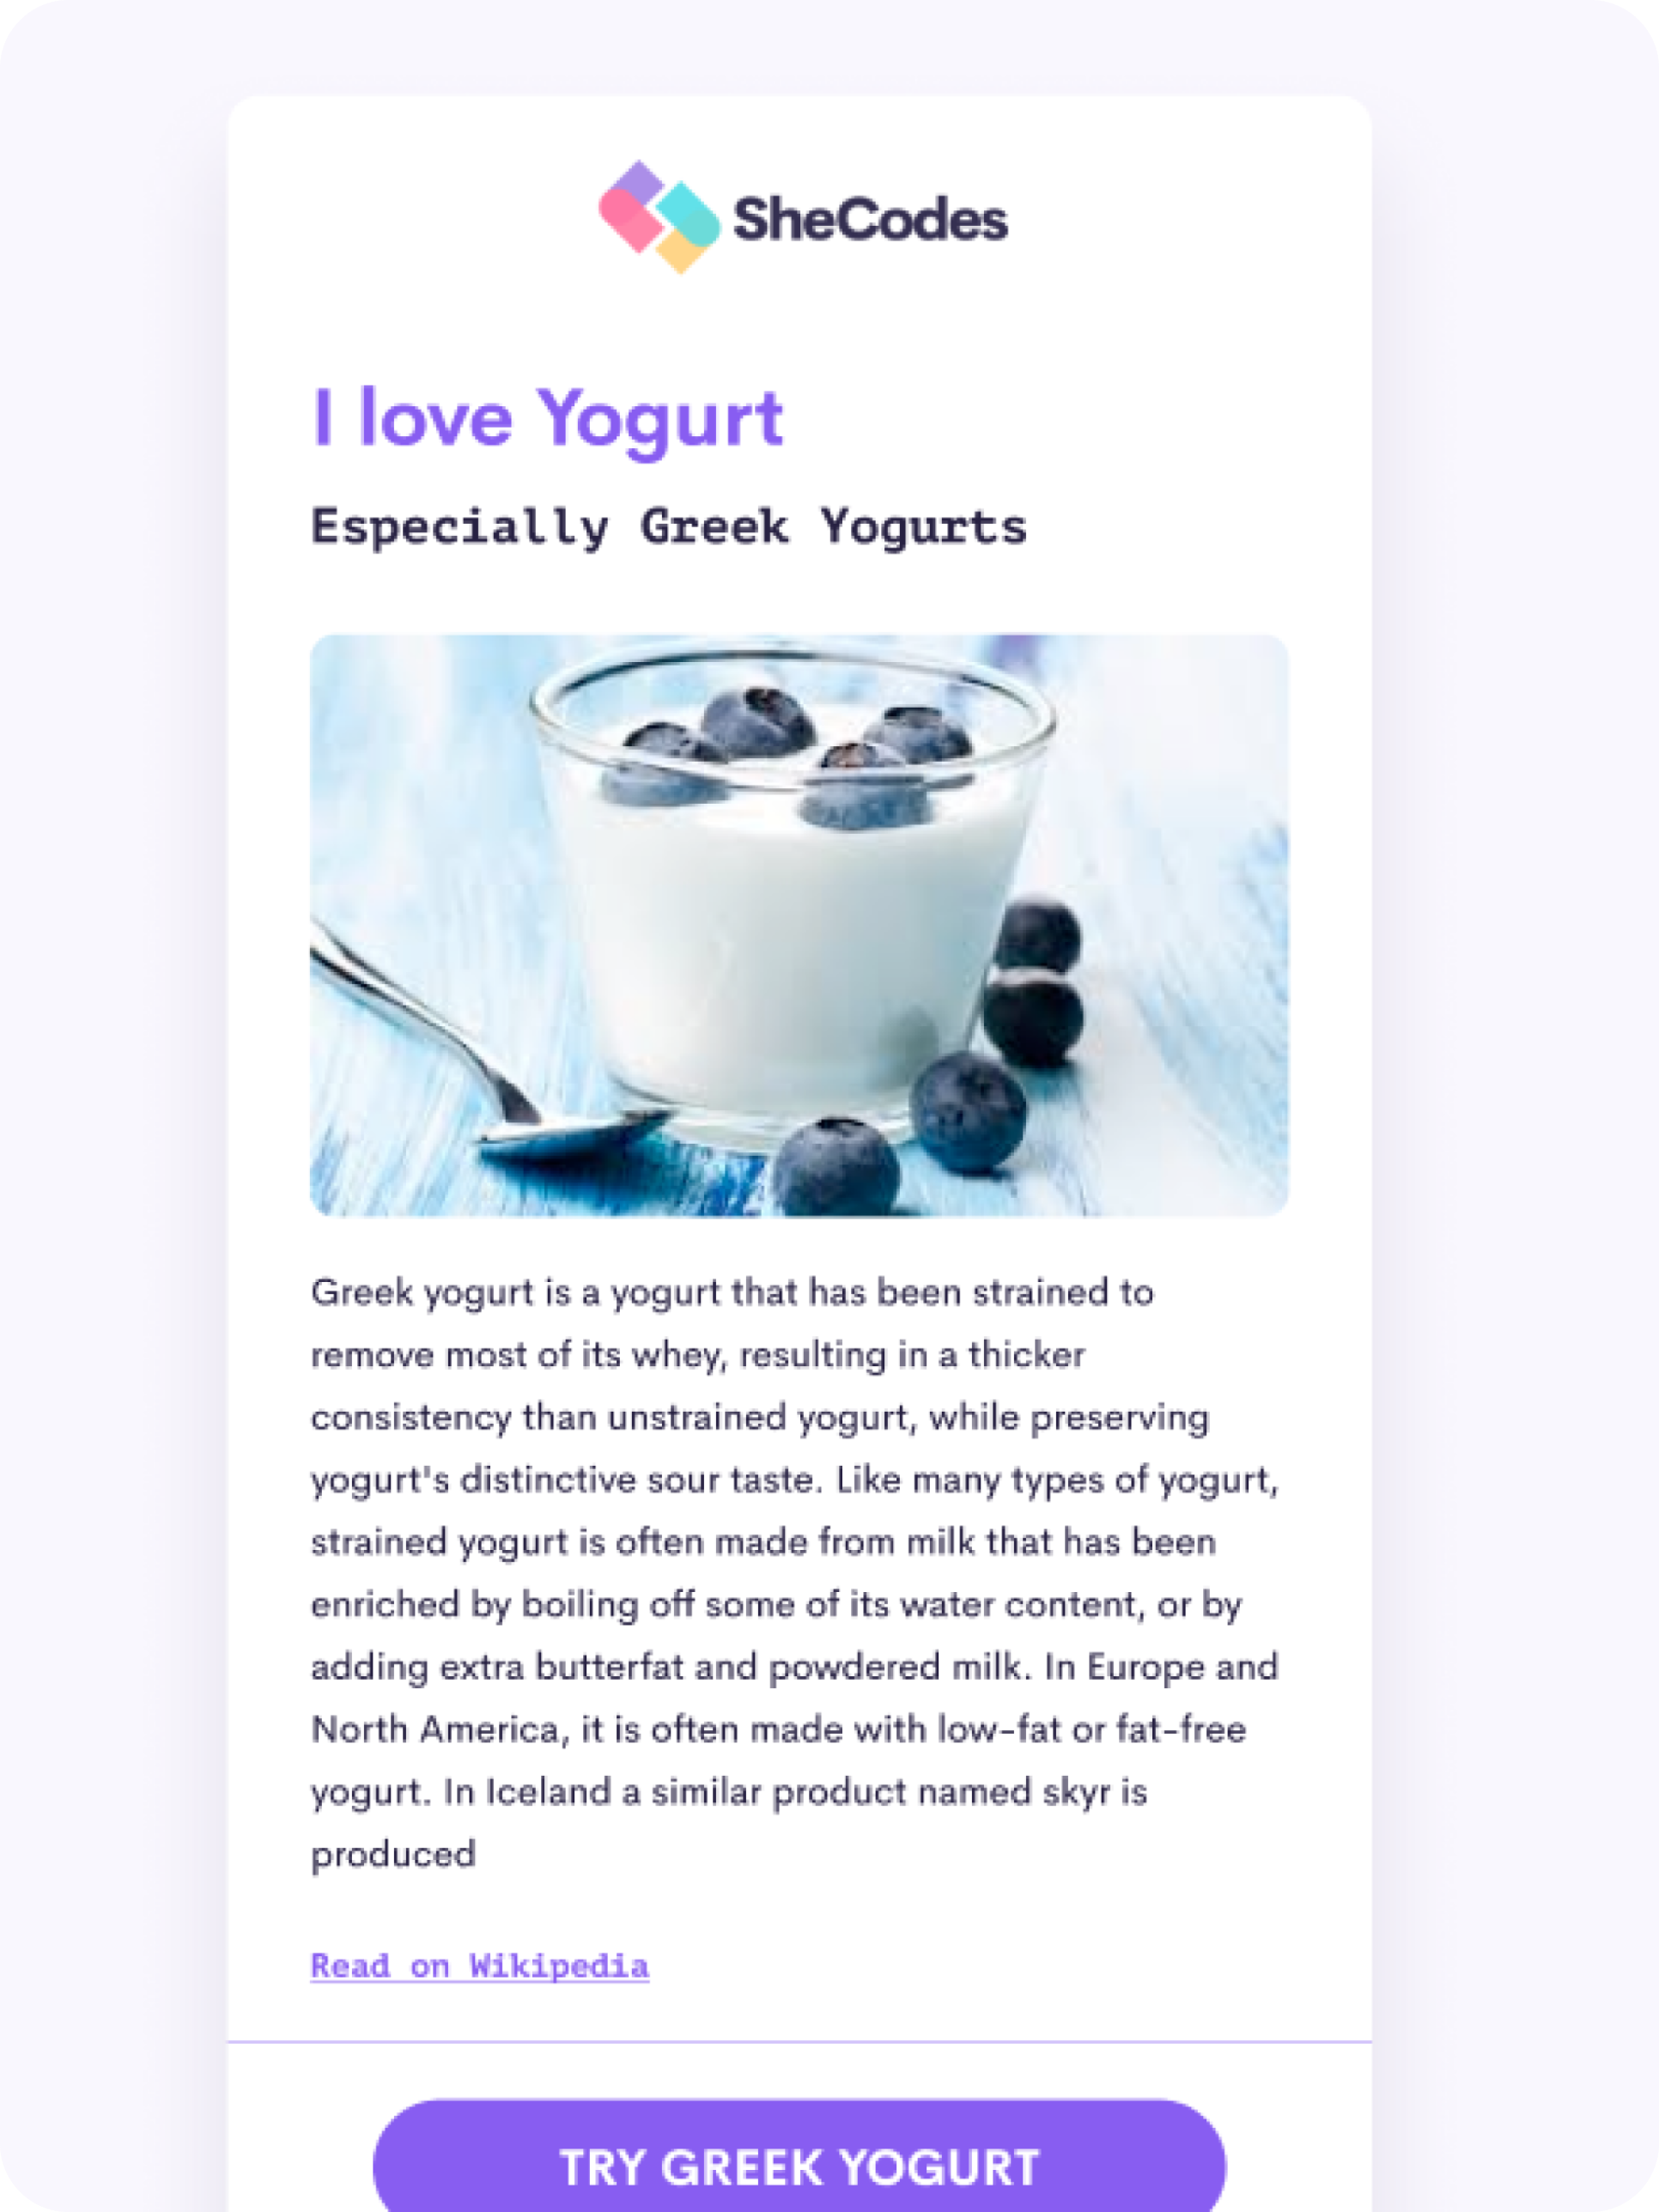 SheCodes
I love Yogurt
Especially Greek Yogurts
Greek yogurt is a yogurt that has been strained to
remove most of its whey, resulting in a thicker
consistency than unstrained yogurt, while preserving
yogurt's distinctive sour taste. Like many types of yogurt,
strained yogurt is often made from milk that has been
enriched by boiling off some of its water content, or by
adding extra butterfat and powdered milk. In Europe and
North America, it is often made with low-fat or fat-free
yogurt. In Iceland a similar product named skyr is
produced
Read on Wikipedia
TRY GREEK YOGURT